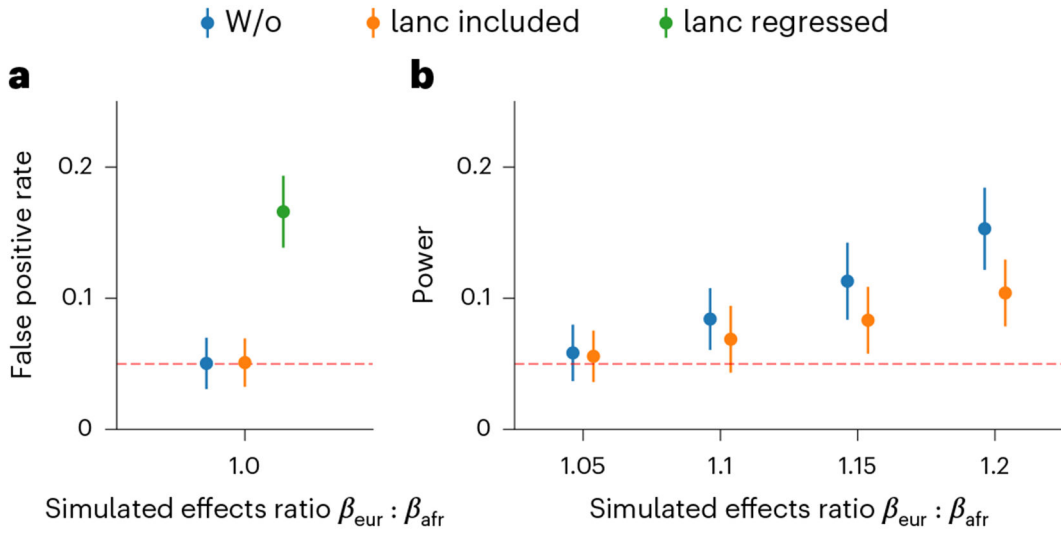 W/o lanc included lanc regressed
a
False positive rate
0.2
0.1
0
1.0
Simulated effects ratio βeur : βafr
b
Power
0.2
0.1
0
1.05 1.1 1.15 1.2
Simulated effects ratio βeur : βafr